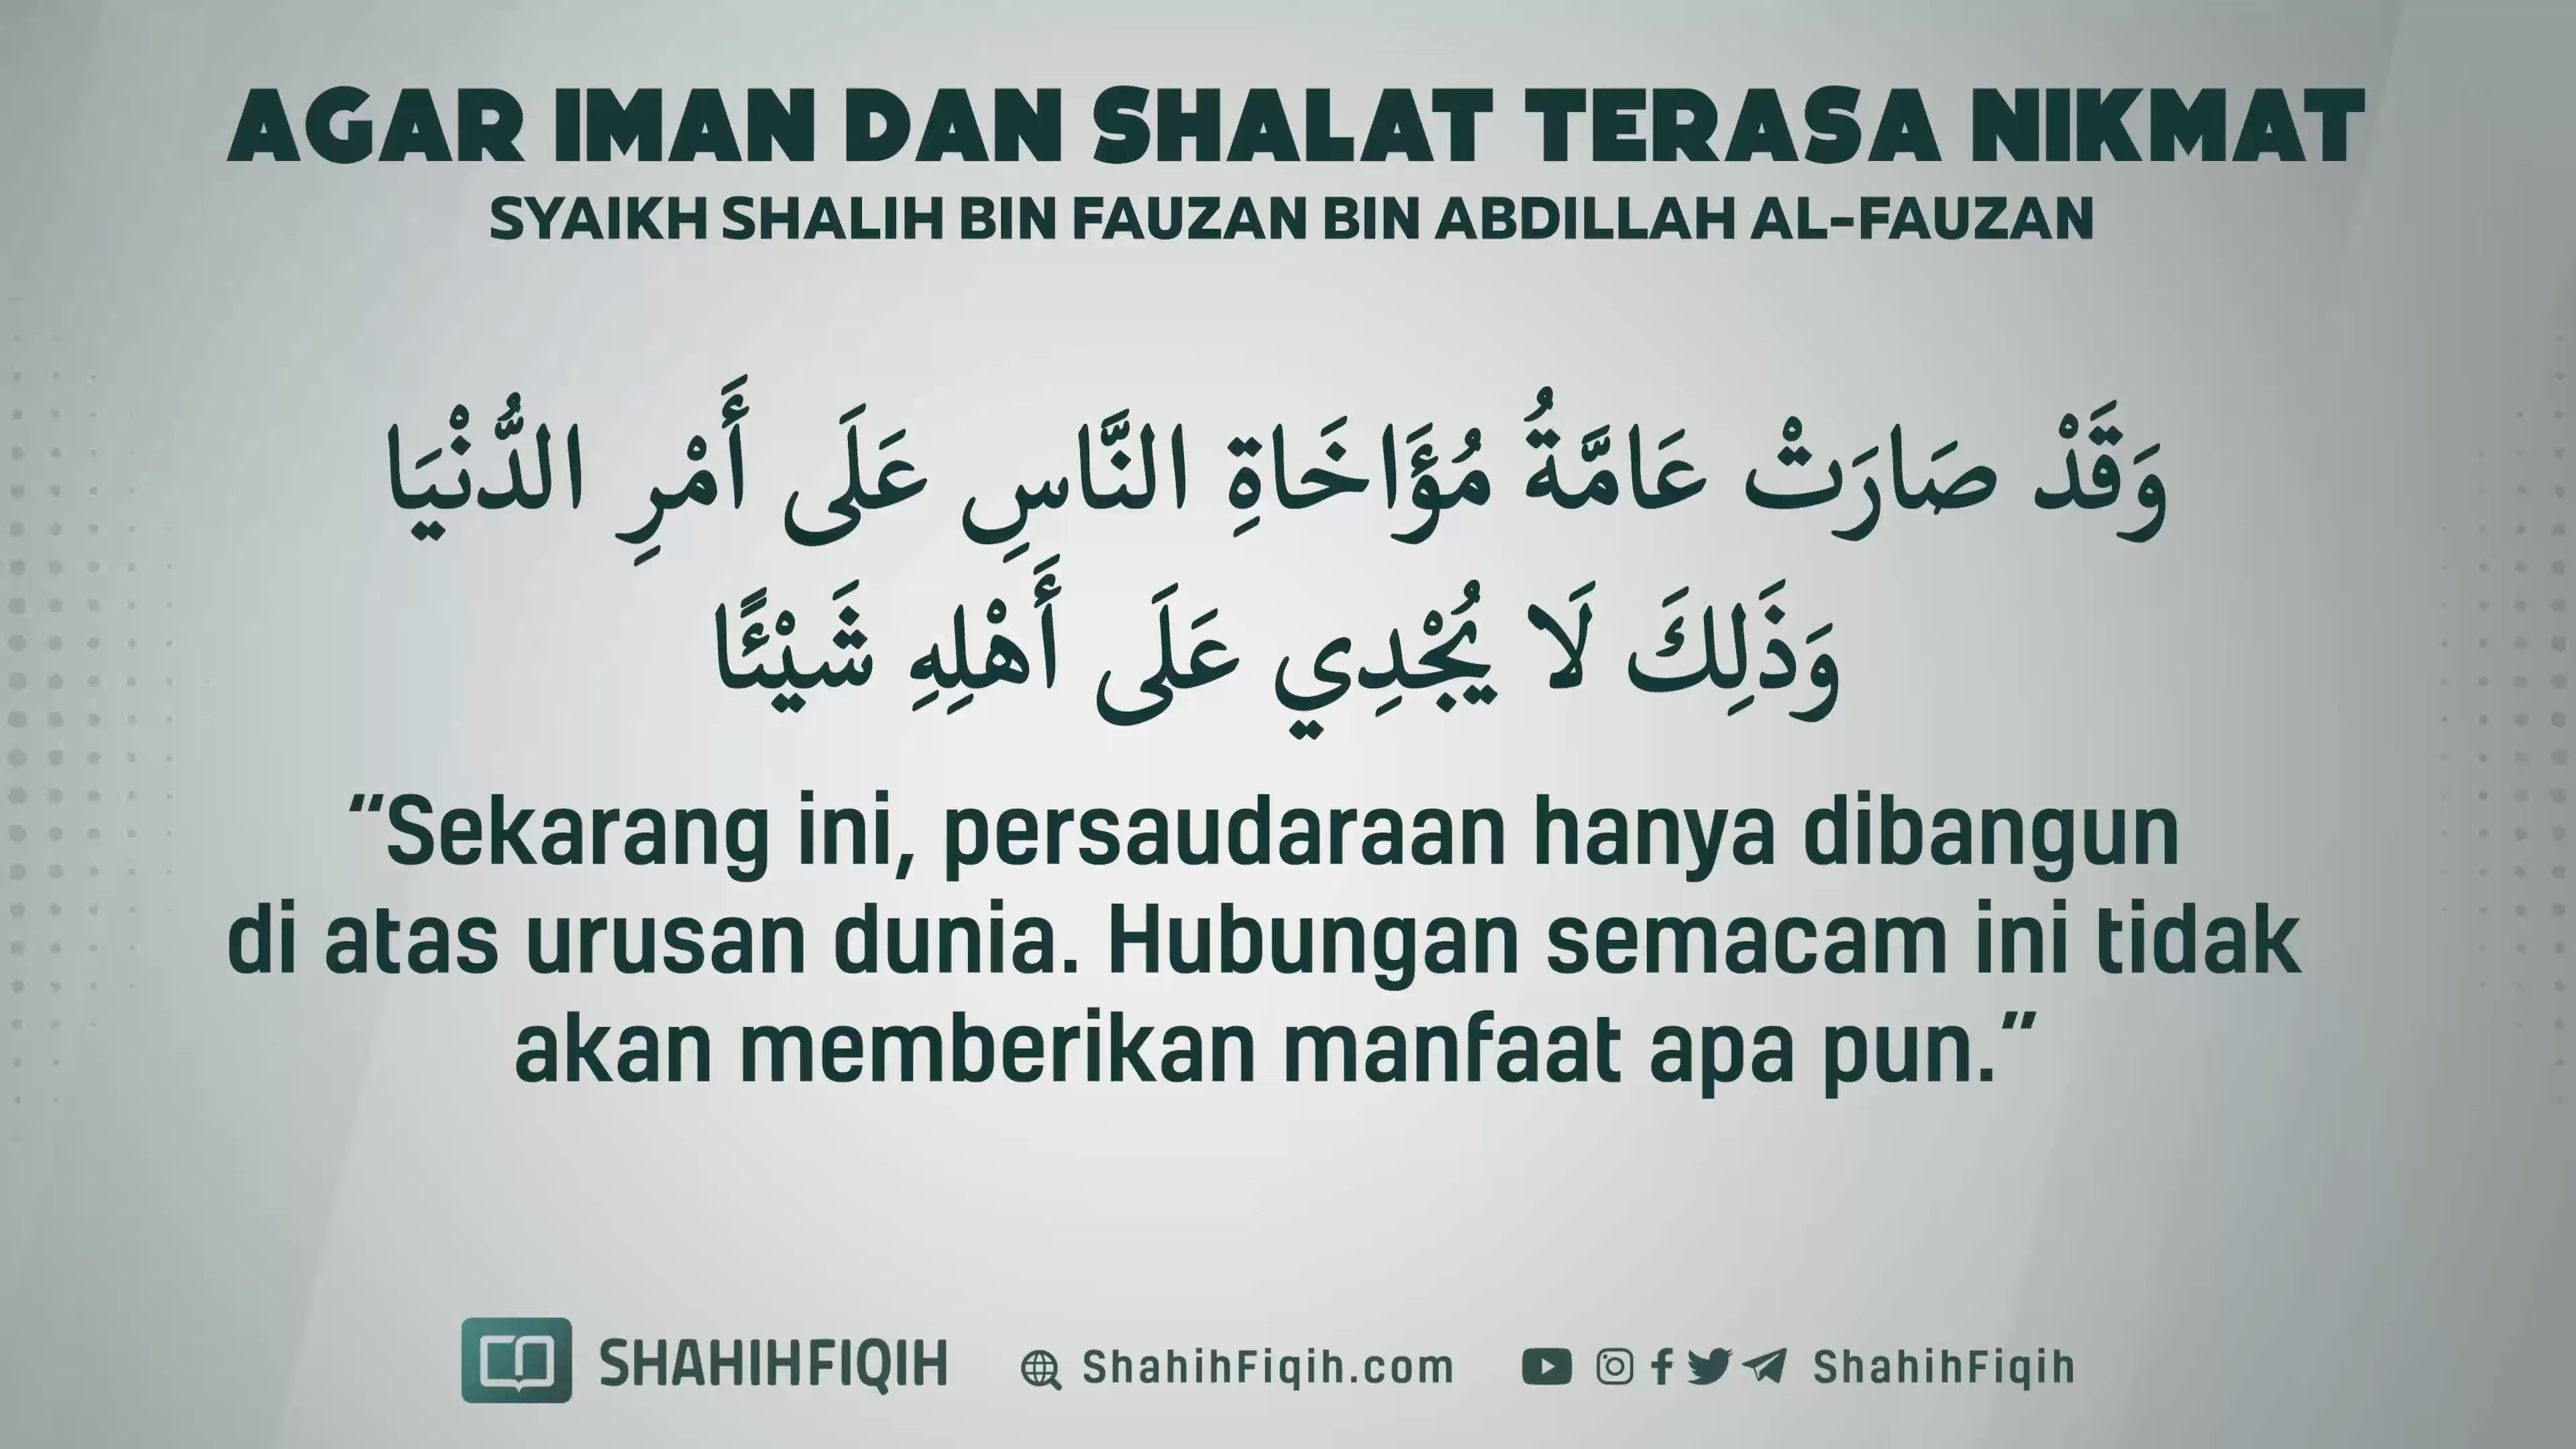 AGAR IMAN DAN SHALAT TERASA NIKMAT
SYAIKH SHALIH BIN FAUZAN BIN ABDILLAH AL-FAUZAN
وَقَدْ صَارَتْ عَامَّةُ مُؤَاخَاةِ النَّاسِ عَلَى أَمْرِ الدُّنْيَا
وَذَلِكَ لَا يُجْدِي عَلَى أَهْلِهِ شَيْئًا
“Sekarang ini, persaudaraan hanya dibangun
di atas urusan dunia. Hubungan semacam ini tidak
akan memberikan manfaat apa pun.”
SHAHIHFIQIH ShahihFiqih.com ShahihFiqih